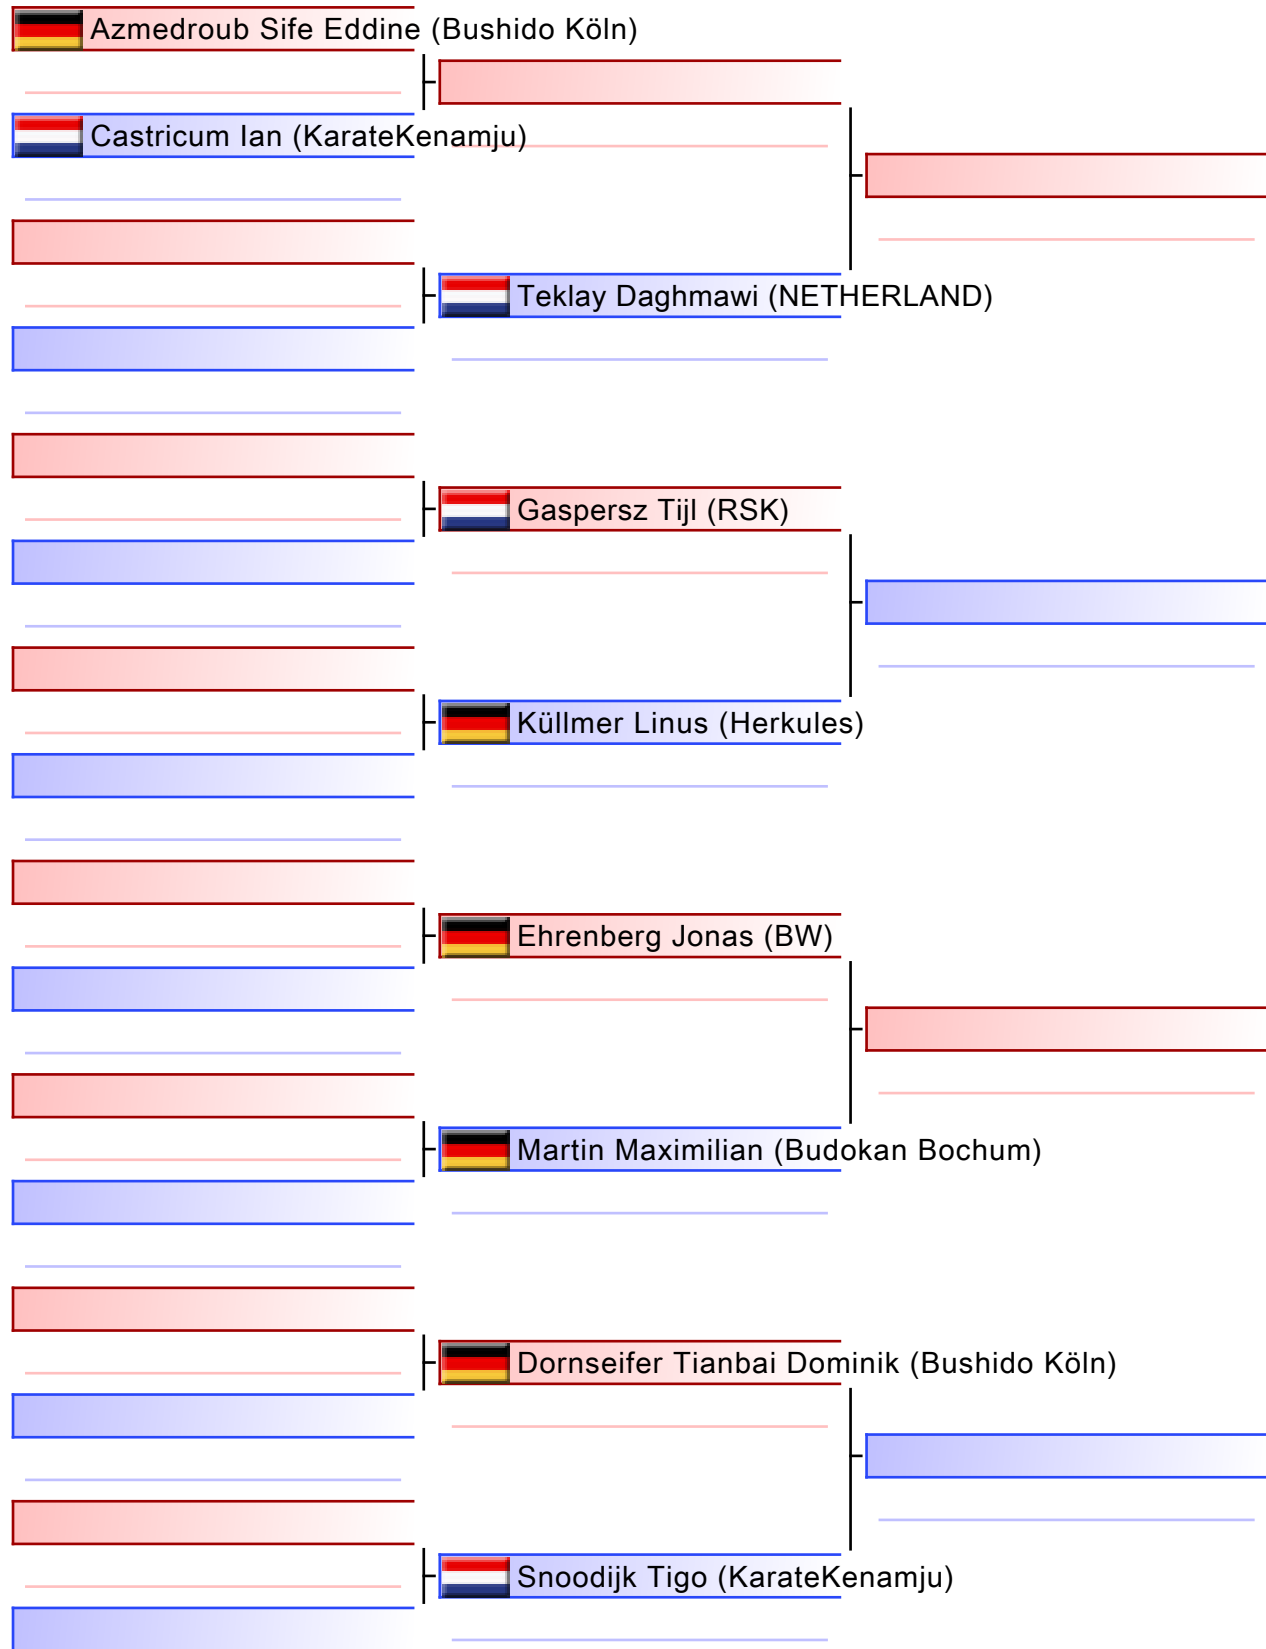 Azmedroub Sife Eddine (Bushido Köln)
Castricum Ian (KarateKenamju)
Teklay Daghmawi (NETHERLAND)
Gaspersz Tijl (RSK)
Küllmer Linus (Herkules)
Ehrenberg Jonas (BW)
Martin Maximilian (Budokan Bochum)
Dornseifer Tianbai Dominik (Bushido Köln)
Snoodijk Tigo (KarateKenamju)